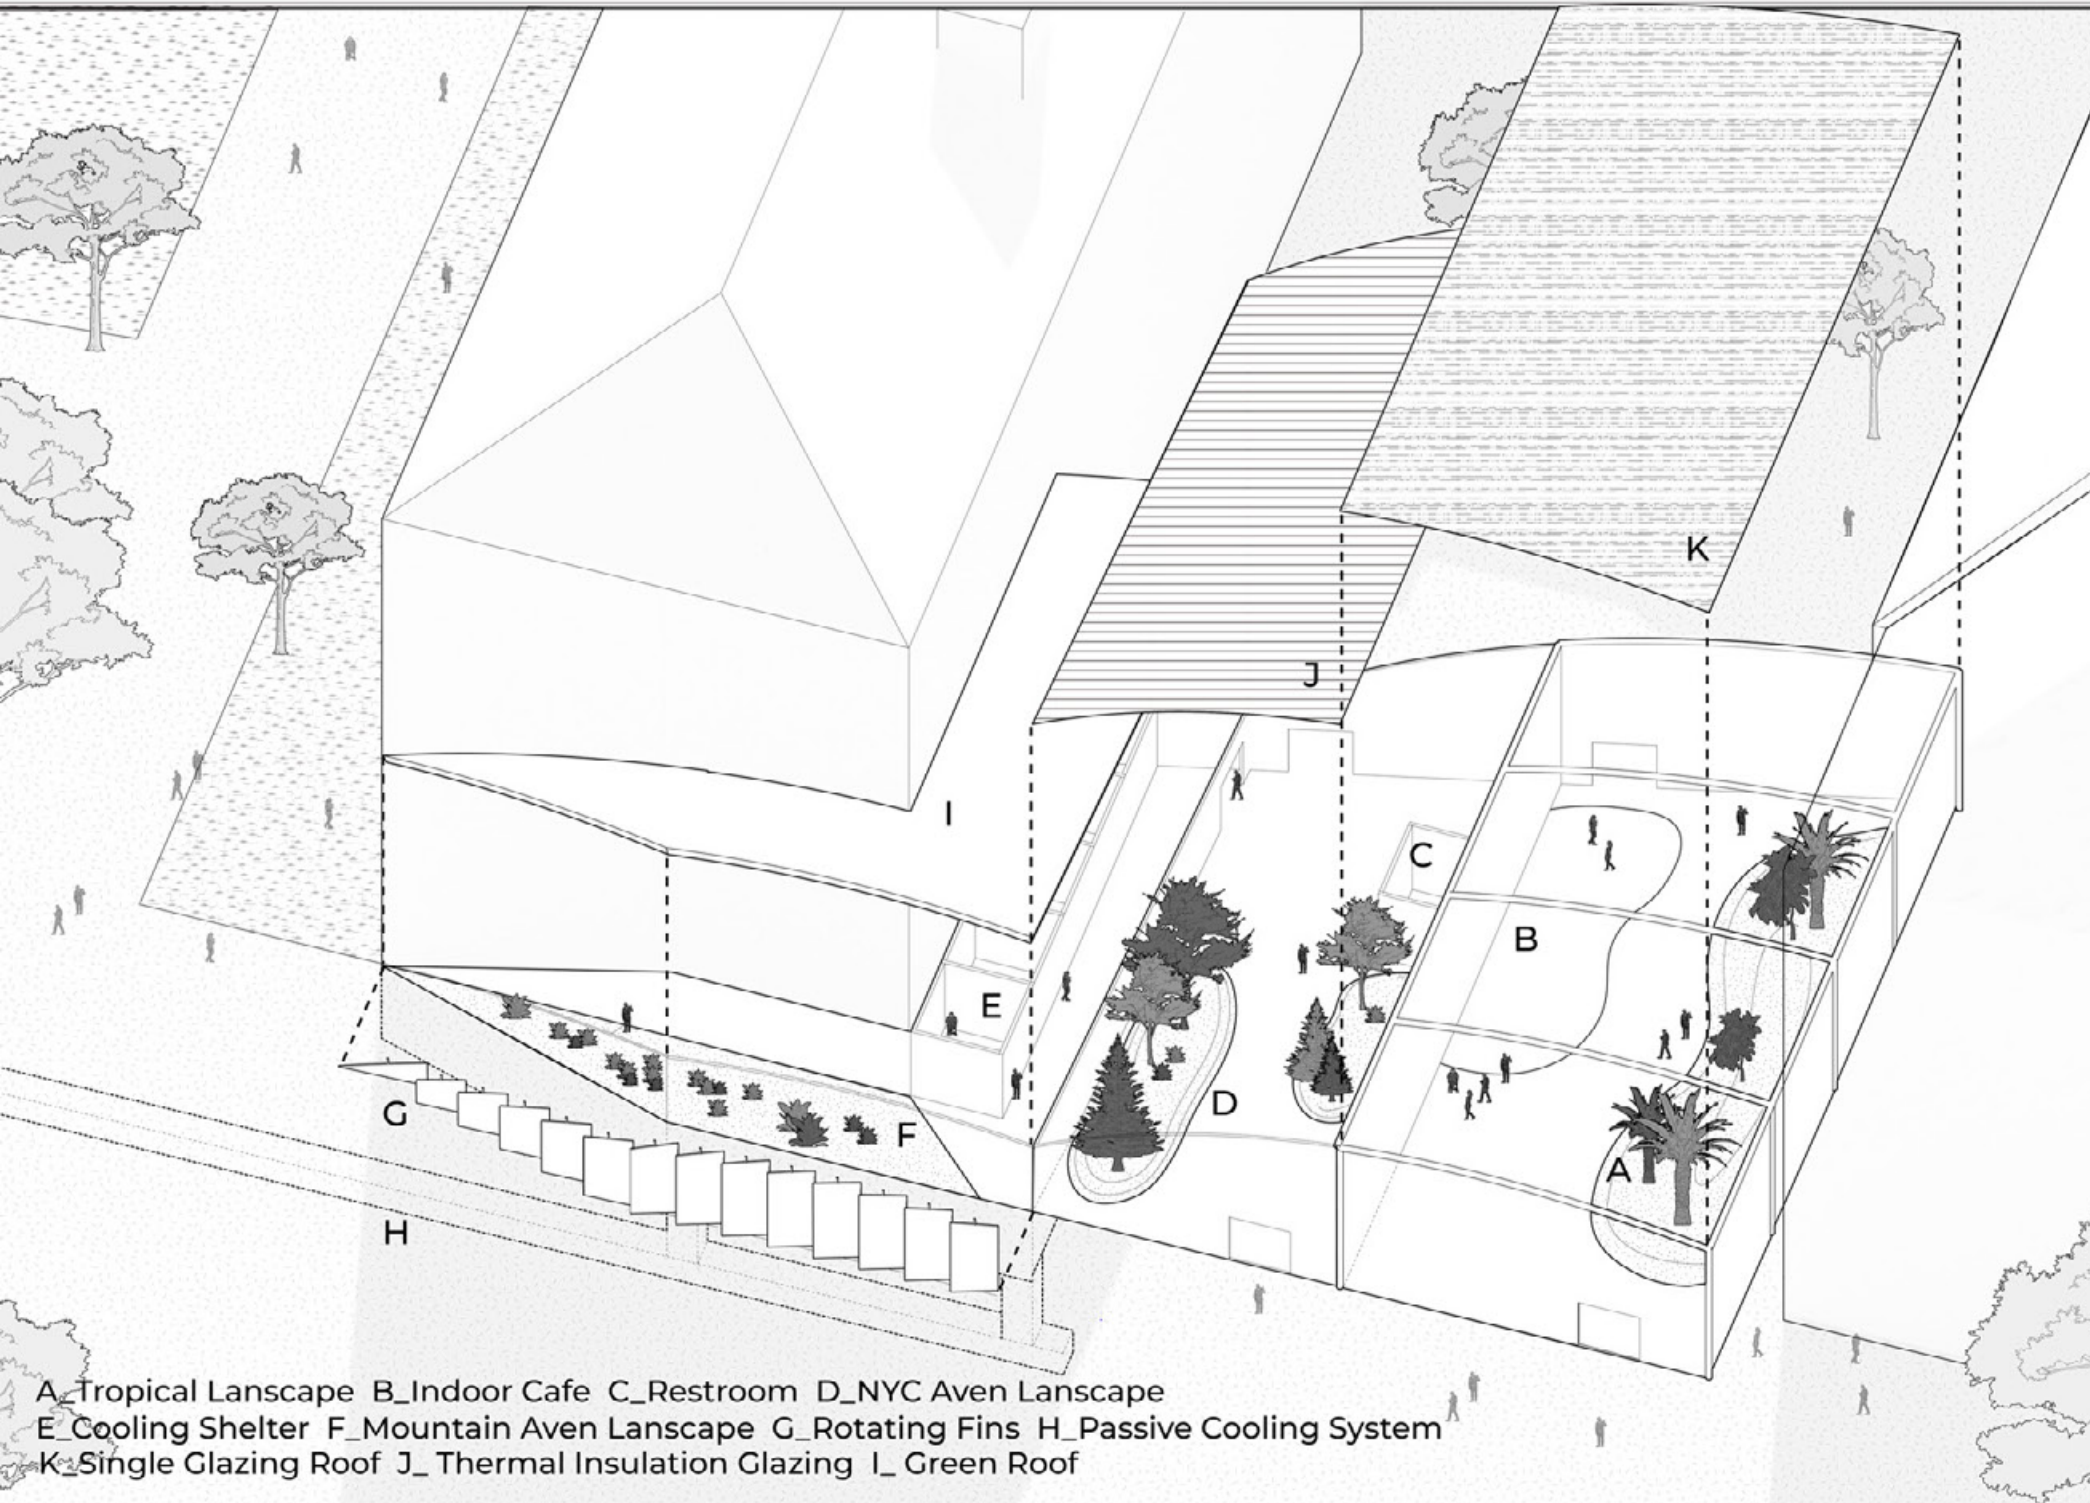 K
J
I
C
B
E
D
F
G
A
H
A_Tropical Lanscape B_Indoor Cafe C_Restroom D_NYC Aven Lanscape
E_Cooling Shelter F_Mountain Aven Lanscape G_Rotating Fins H_Passive Cooling System
K_Single Glazing Roof J_ Thermal Insulation Glazing I_ Green Roof